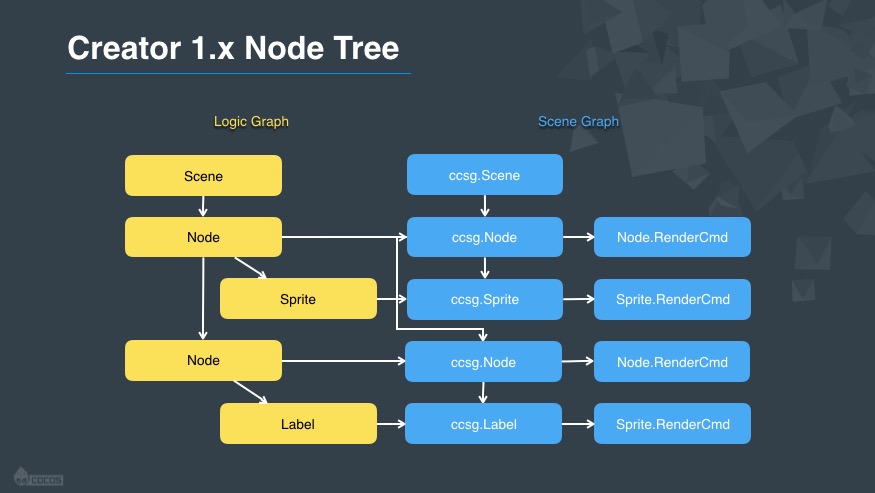 Creator 1.x Node Tree
Logic Graph
Scene Graph
Scene
ccsg.Scene
Node
ccsg.Node
Node.RenderCmd
Sprite
ccsg.Sprite
Sprite.RenderCmd
Node
ccsg.Node
Node.RenderCmd
Label
ccsg.Label
Sprite.RenderCmd
COCOS